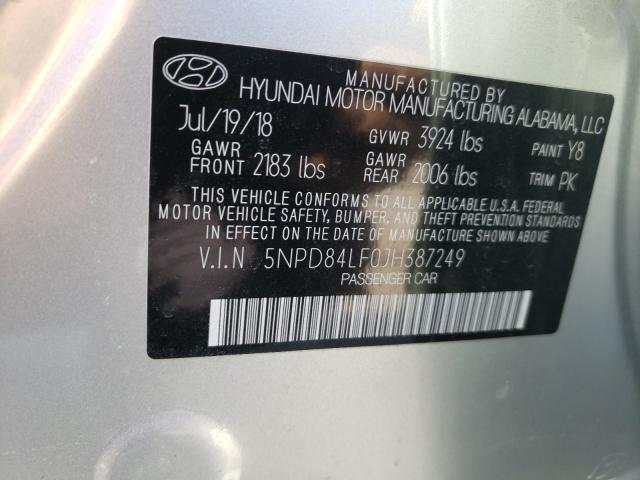 MANUFACTURED BY
HYUNDAI MOTOR MANUFACTURING ALABAMA, LLC
Jul/19/18 GVWR 3924 lbs PAINT Y8
GAWR FRONT 2183 lbs GAWR REAR 2006 lbs TRIM PK
THIS VEHICLE CONFORMS TO ALL APPLICABLE U.S.A. FEDERAL
MOTOR VEHICLE SAFETY, BUMPER, AND THEFT PREVENTION STANDARDS
IN EFFECT ON THE DATE OF MANUFACTURE SHOWN ABOVE.
V.I.N 5NPD84LF0JH387249
PASSENGER CAR